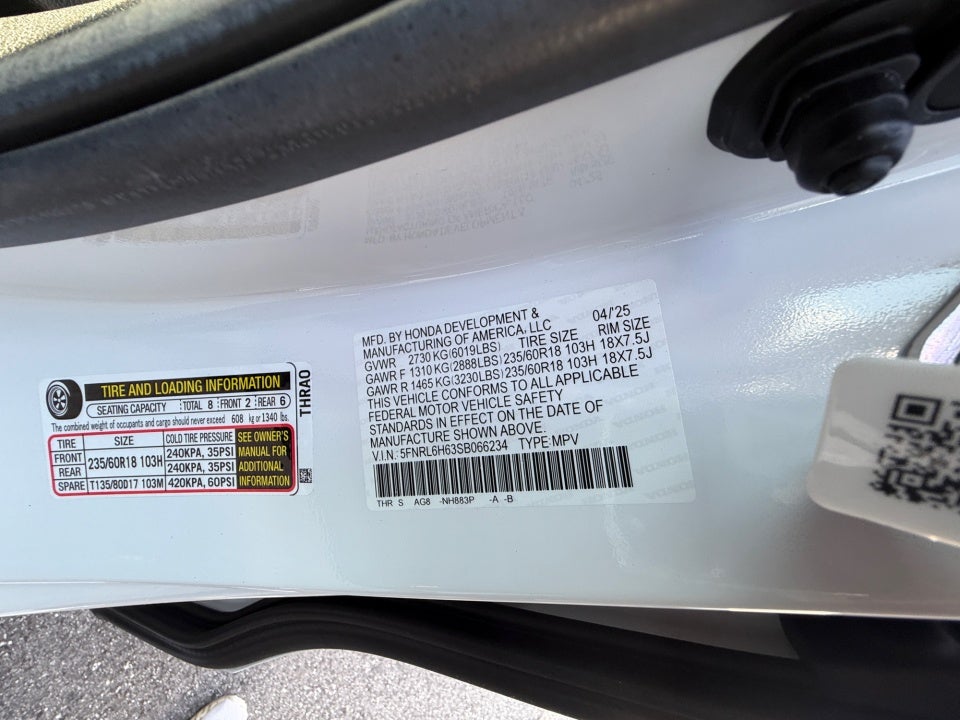 TIRE AND LOADING INFORMATION
SEATING CAPACITY TOTAL 8 FRONT 2 REAR 6
The combined weight of occupants and cargo should never exceed 608 kg or 1340 lbs.
TIRE SIZE COLD TIRE PRESSURE SEE OWNER'S MANUAL FOR ADDITIONAL INFORMATION
FRONT 235/60R18 103H 240KPA, 35PSI
REAR 240KPA, 35PSI
SPARE T135/80D17 103M 420KPA, 60PSI
THRA0
MFD. BY HONDA DEVELOPMENT & 04/'25
MANUFACTURING OF AMERICA, LLC
GVWR 2730 KG(6019LBS) TIRE SIZE RIM SIZE
GAWR F 1310 KG(2888LBS) 235/60R18 103H 18X7.5J
GAWR R 1465 KG(3230LBS) 235/60R18 103H 18X7.5J
THIS VEHICLE CONFORMS TO ALL APPLICABLE
FEDERAL MOTOR VEHICLE SAFETY
STANDARDS IN EFFECT ON THE DATE OF
MANUFACTURE SHOWN ABOVE.
V.I.N: 5FNRL6H63SB066234 TYPE:MPV
THR S AG8 -NH883P -A -B